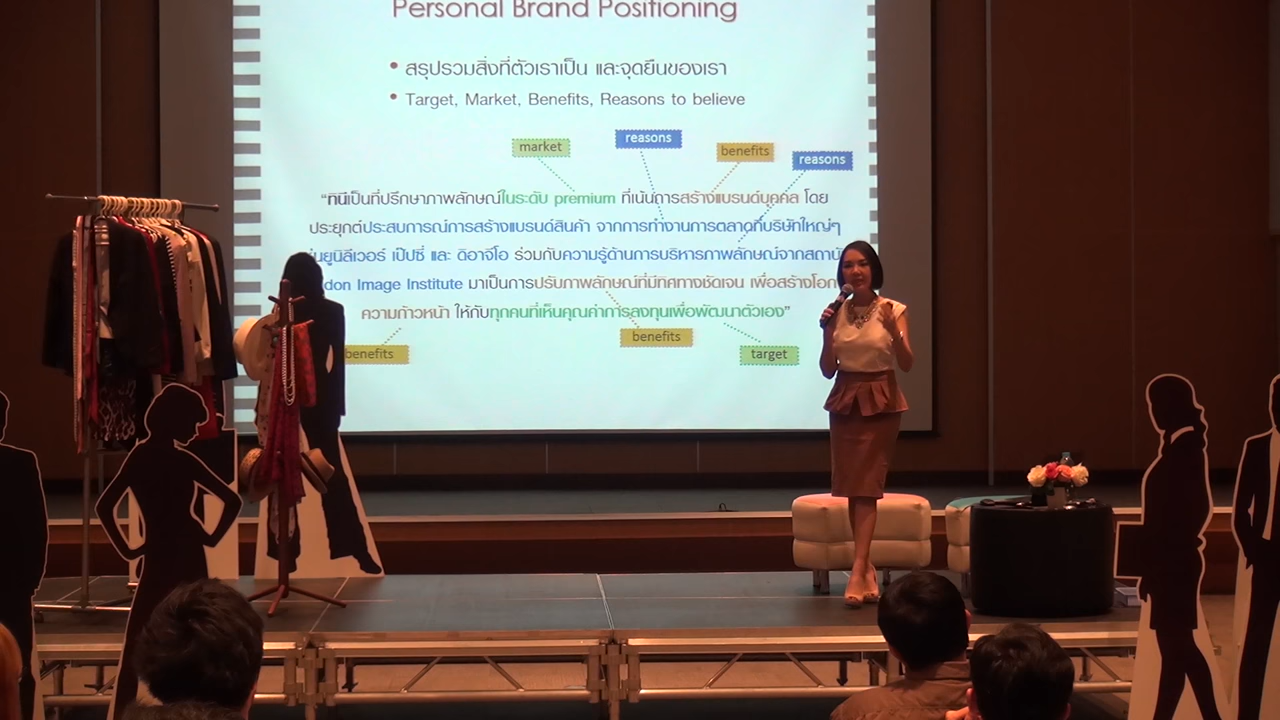 Personal Brand Positioning
• สรุปรวมสิ่งที่ตัวเราเป็น และจุดยืนของเรา
• Target, Market, Benefits, Reasons to believe
market reasons benefits reasons
“ทินีเป็นที่ปรึกษาภาพลักษณ์ในระดับ premium ที่เน้นการสร้างแบรนด์บุคคล โดย
ประยุกต์ประสบการณ์การสร้างแบรนด์สินค้า จากการทำงานการตลาดที่บริษัทใหญ่ๆ
ยูนิลีเวอร์ เป๊ปซี่ และ ดิอาจีโอ ร่วมกับความรู้ด้านการบริหารภาพลักษณ์จากสถาบั
don Image Institute มาเป็นการปรับภาพลักษณ์ที่มีทิศทางชัดเจน เพื่อสร้างโอก
ความก้าวหน้า ให้กับทุกคนที่เห็นคุณค่าการลงทุนเพื่อพัฒนาตัวเอง”
benefits benefits target